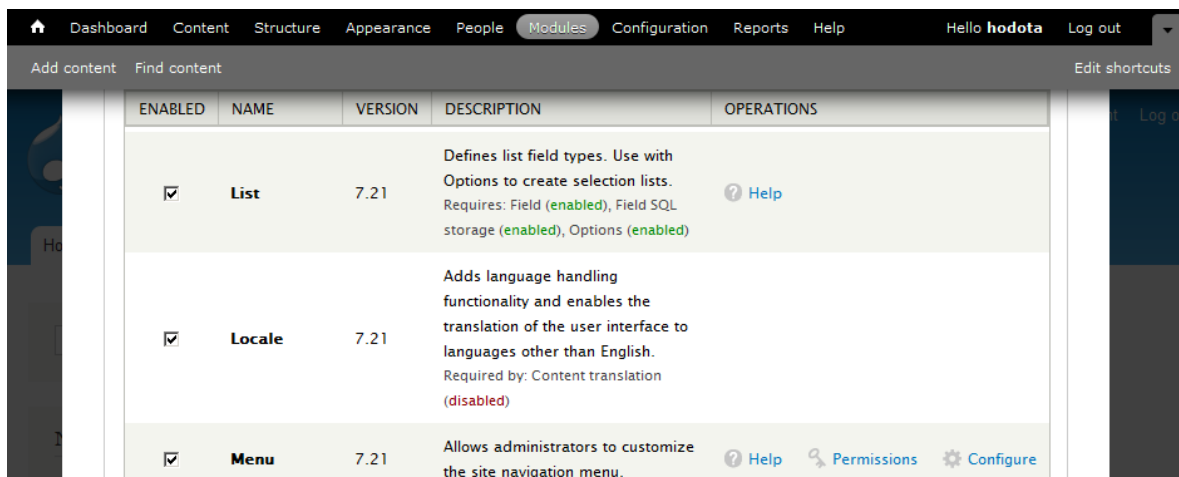 Dashboard Content Structure Appearance People Modules Configuration Reports Help Hello hodota Log out
Add content Find content Edit shortcuts
ENABLED NAME VERSION DESCRIPTION OPERATIONS
Defines list field types. Use with
Options to create selection lists.
List 7.21 Help
Requires: Field (enabled), Field SQL
storage (enabled), Options (enabled)
Adds language handling
functionality and enables the
translation of the user interface to
Locale 7.21
languages other than English.
Required by: Content translation
(disabled)
Allows administrators to customize
Menu 7.21 Help Permissions Configure
the site navigation menu.